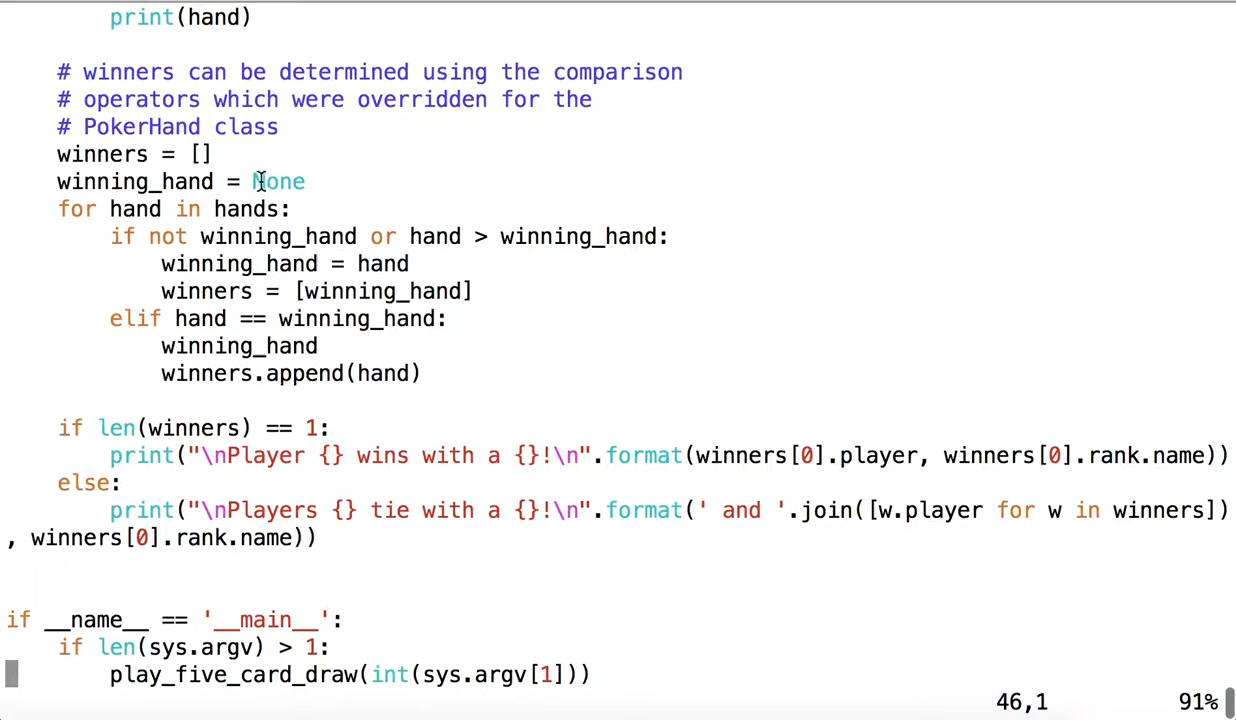 print(hand)

    # winners can be determined using the comparison
    # operators which were overridden for the
    # PokerHand class
    winners = []
    winning_hand = None
    for hand in hands:
        if not winning_hand or hand > winning_hand:
            winning_hand = hand
            winners = [winning_hand]
        elif hand == winning_hand:
            winning_hand
            winners.append(hand)

    if len(winners) == 1:
        print("\nPlayer {} wins with a {}!\n".format(winners[0].player, winners[0].rank.name))
    else:
        print("\nPlayers {} tie with a {}!\n".format(' and '.join([w.player for w in winners])
, winners[0].rank.name))


if __name__ == '__main__':
    if len(sys.argv) > 1:
        play_five_card_draw(int(sys.argv[1]))
46,1 91%